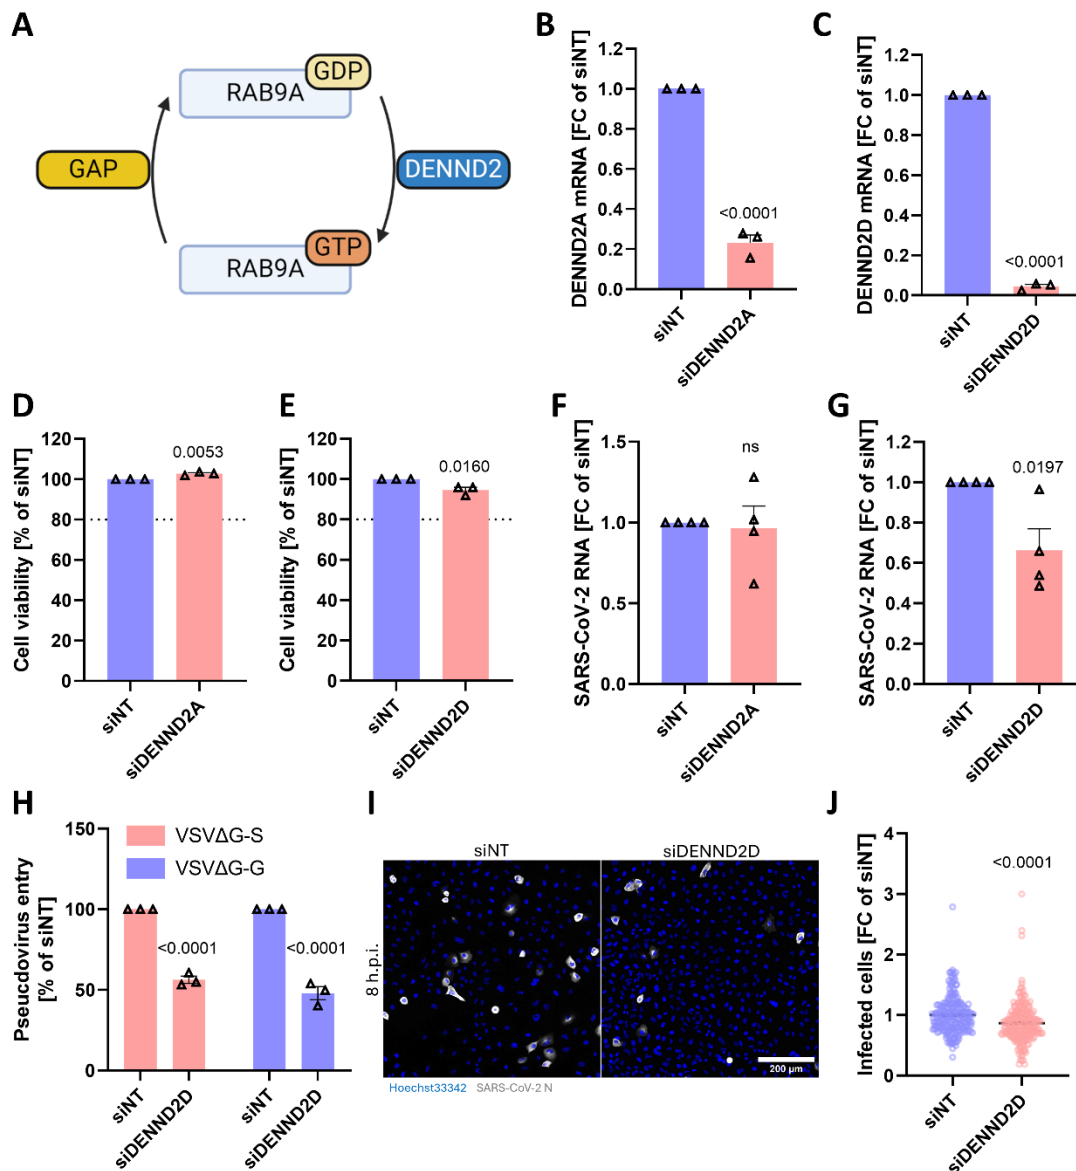 A
GDP
RAB9A
GAP
DENND2
GTP
RAB9A
B
DENND2A mRNA [FC of siNT]
1.2
1.0
0.8
0.6
0.4
0.2
0.0
<0.0001
siNT
siDENND2A
C
DENND2D mRNA [FC of siNT]
1.2
1.0
0.8
0.6
0.4
0.2
0.0
<0.0001
siNT
siDENND2D
D
Cell viability [% of siNT]
120
100
80
60
40
20
0
0.0053
siNT
siDENND2A
E
Cell viability [% of siNT]
120
100
80
60
40
20
0
0.0160
siNT
siDENND2D
F
SARS-CoV-2 RNA [FC of siNT]
1.5
1.0
0.5
0.0
ns
siNT
siDENND2A
G
SARS-CoV-2 RNA [FC of siNT]
1.2
1.0
0.8
0.6
0.4
0.2
0.0
0.0197
siNT
siDENND2D
H
Pseucdovirus entry
[% of siNT]
150
100
50
0
VSVΔG-S
VSVΔG-G
<0.0001
<0.0001
siNT
siDENND2D
siNT
siDENND2D
I
siNT
siDENND2D
8 h.p.i.
200 µm
Hoechst33342 SARS-CoV-2 N
J
Infected cells [FC of siNT]
4
3
2
1
0
<0.0001
siNT
siDENND2D